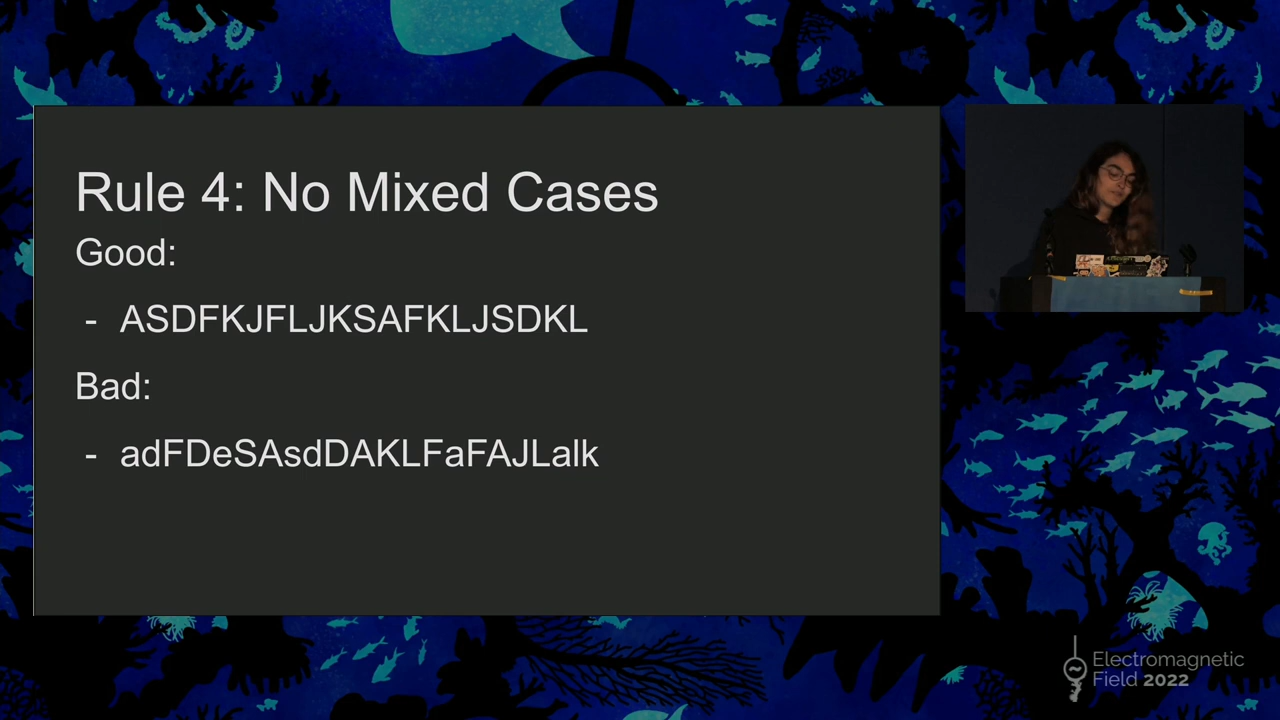 Rule 4: No Mixed Cases
Good:
- ASDFKJFLJKSAFKLJSDKL
Bad:
- adFDeSAsdDAKLFaFAJLalk
Electromagnetic
Field 2022